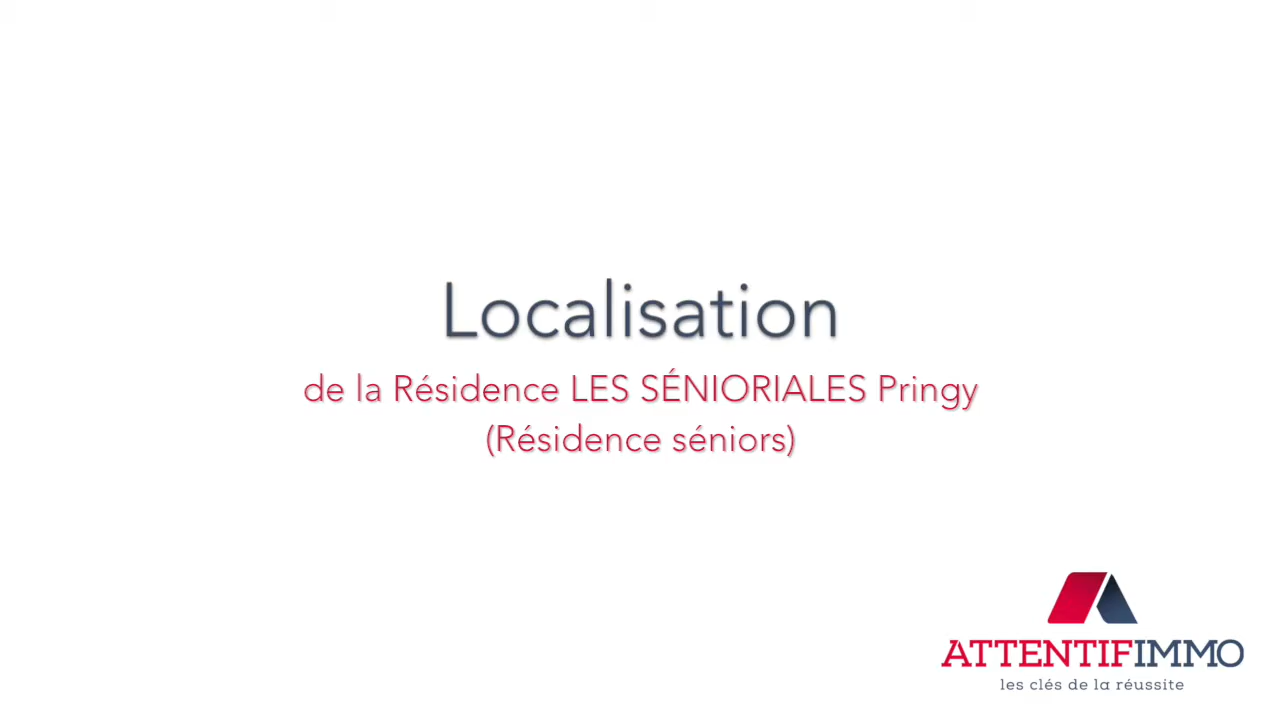 Localisation
de la Résidence LES SÉNIORIALES Pringy
(Résidence séniors)
ATTENTIFIMMO
les clés de la réussite